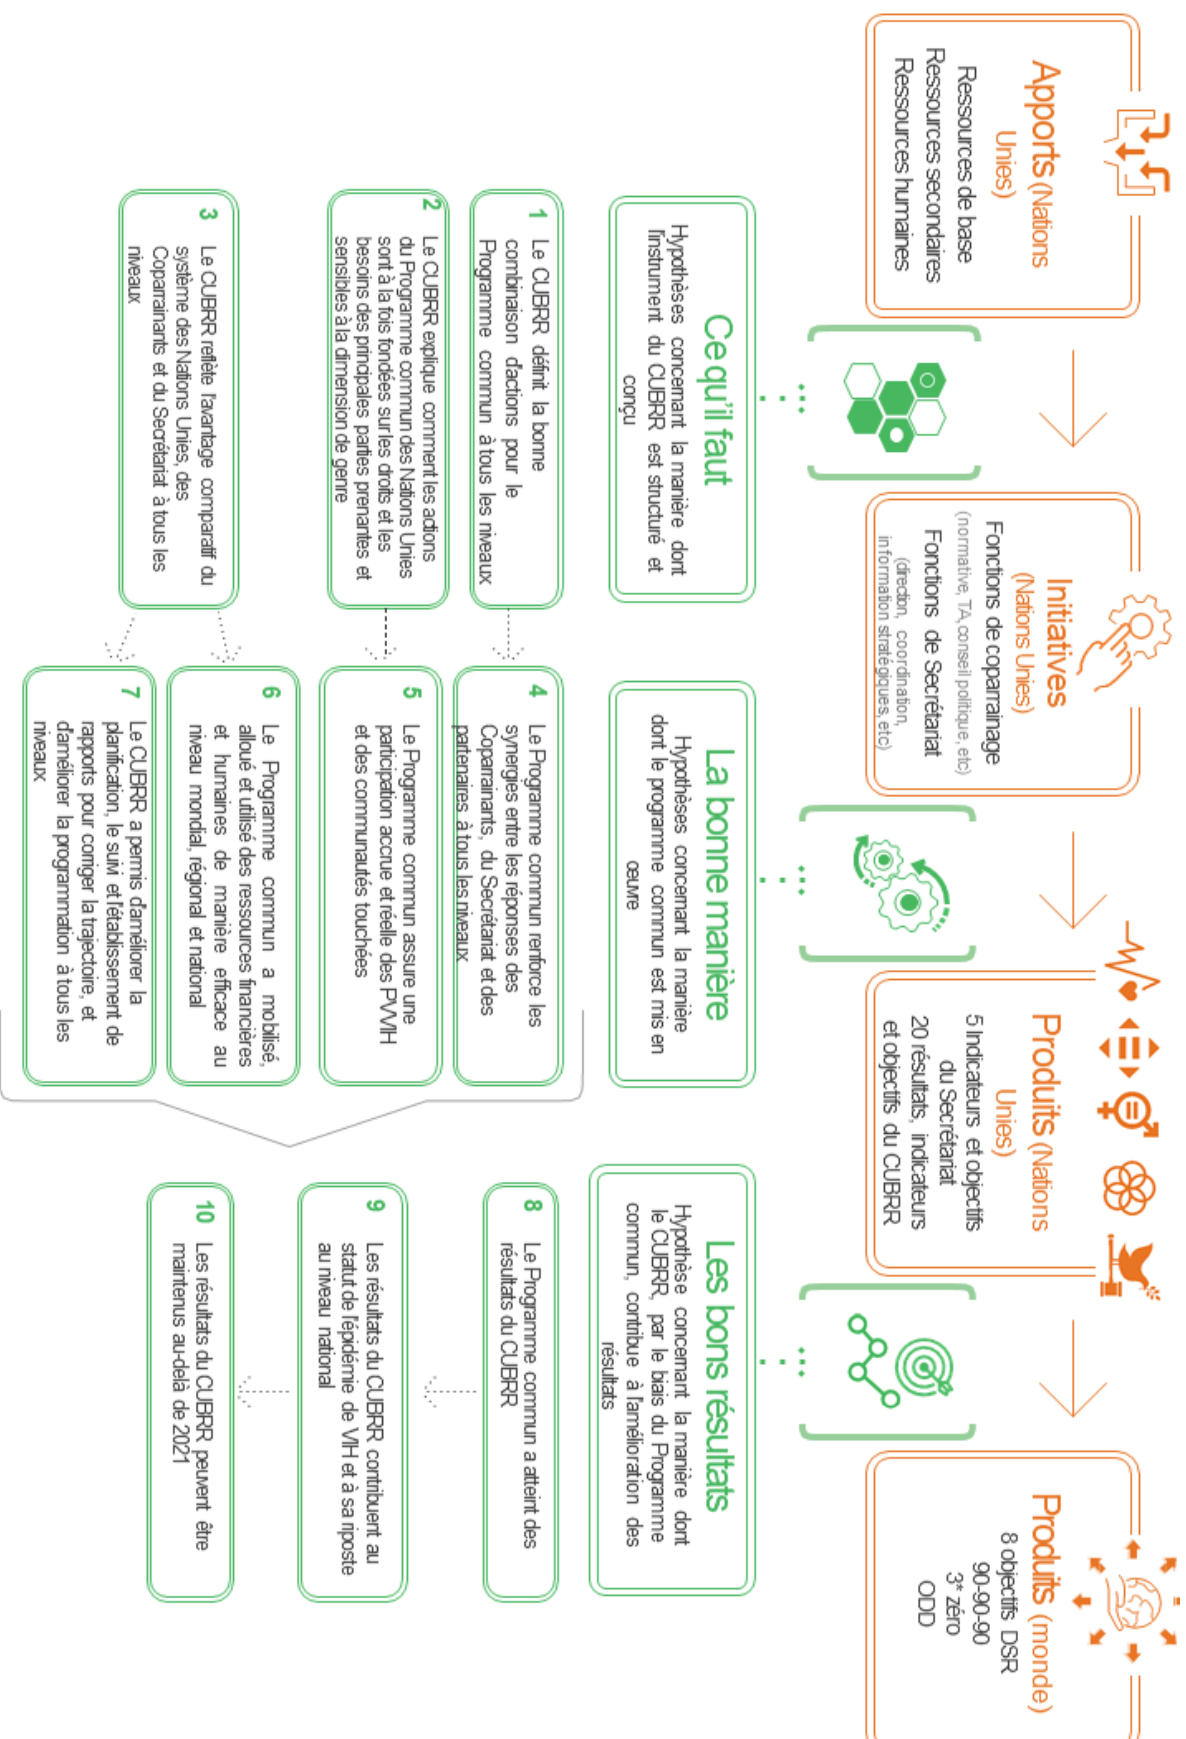 Apports (Nations
Unies)
Ressources de base
Ressources secondaires
Ressources humaines
Initiatives
(Nations Unies)
Fonctions de coparrainage
(normative, TA, conseil politique, etc)
Fonctions de Secrétariat
(direction, coordination,
information stratégiques, etc)
Produits (Nations
Unies)
5 Indicateurs et objectifs
du Secrétariat
20 résultats, indicateurs
et objectifs du CUBRR
Produits (monde)
8 objectifs DSR
90-90-90
3* zéro
ODD
Ce qu'il faut
Hypothèses concernant la manière dont
l'instrument du CUBRR est structuré et
conçu
La bonne manière
Hypothèses concernant la manière
dont le programme commun est mis en
œuvre
Les bons résultats
Hypothèse concernant la manière dont
le CUBRR, par le biais du Programme
commun, contribue à l'amélioration des
résultats
1 Le CUBRR définit la bonne
combinaison d'actions pour le
Programme commun à tous les niveaux
2 Le CUBRR explique comment les actions
du Programme commun des Nations Unies
sont à la fois fondées sur les droits et les
besoins des principales parties prenantes et
sensibles à la dimension de genre
3 Le CUBRR reflète l'avantage comparatif du
système des Nations Unies, des
Coparrainants et du Secrétariat à tous les
niveaux
4 Le Programme commun renforce les
synergies entre les réponses des
Coparrainants, du Secrétariat et des
partenaires à tous les niveaux
5 Le Programme commun assure une
participation accrue et réelle des PVVIH
et des communautés touchées
6 Le Programme commun a mobilisé,
alloué et utilisé des ressources financières
et humaines de manière efficace au
niveau mondial, régional et national
7 Le CUBRR a permis d'améliorer la
planification, le suivi et l'établissement de
rapports pour corriger la trajectoire, et
d'améliorer la programmation à tous les
niveaux
8 Le Programme commun a atteint des
résultats du CUBRR
9 Les résultats du CUBRR contribuent au
statut de l'épidémie de VIH et à sa riposte
au niveau national
10 Les résultats du CUBRR peuvent être
maintenus au-delà de 2021